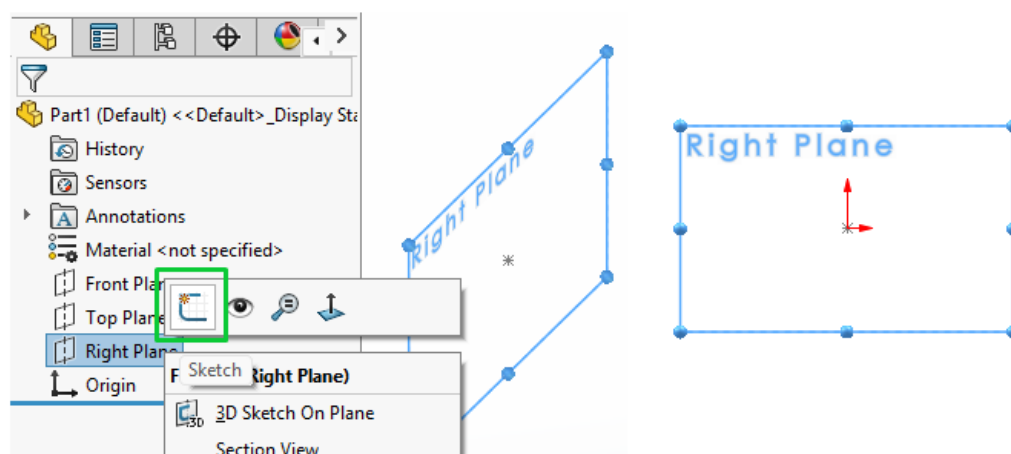 Part1 (Default) <<Default>_Display Sta
History
Sensors
Annotations
Material <not specified>
Front Plan
Top Plane
Right Plane
Origin
Sketch
Right Plane)
3D Sketch On Plane
Section View
Right Plane
Right Plane